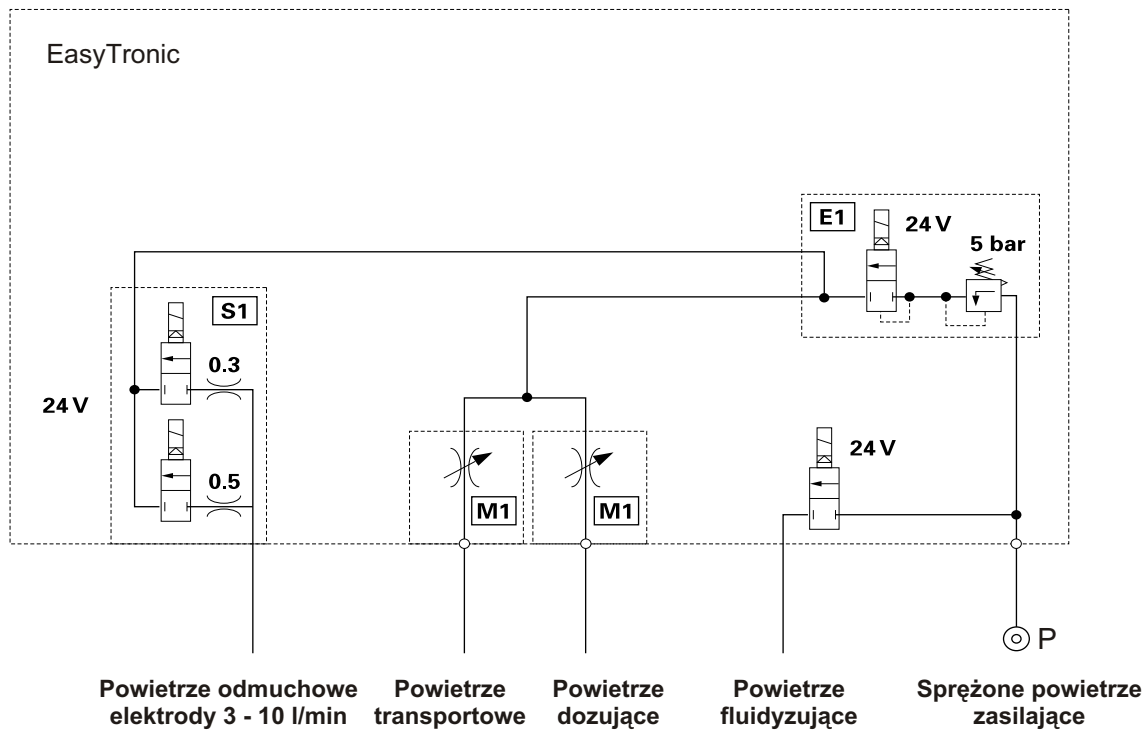 EasyTronic
E1
24 V
5 bar
S1
0.3
24 V
0.5
24 V
M1
M1
P
Powietrze odmuchowe
elektrody 3 - 10 l/min
Powietrze
transportowe
Powietrze
dozujące
Powietrze
fluidyzujące
Sprężone powietrze
zasilające